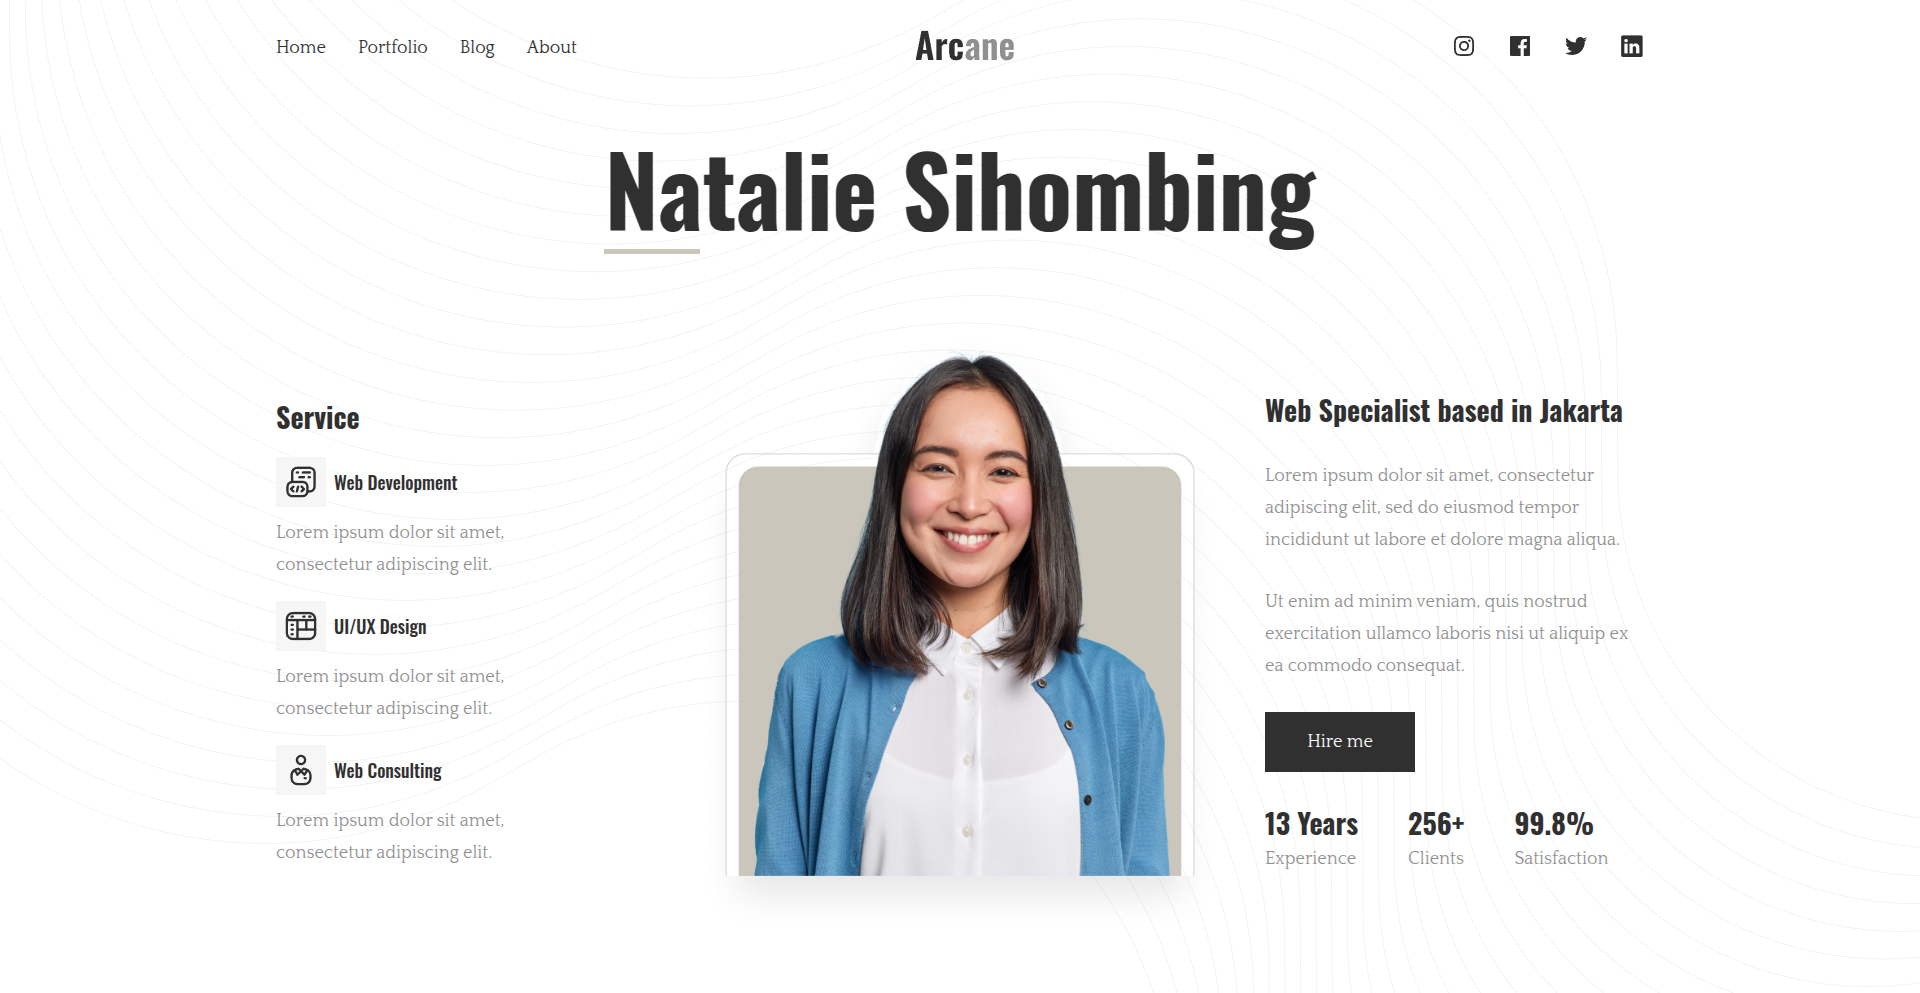 Home Portfolio Blog About
Arcane
Natalie Sihombing
Service
Web Development
Lorem ipsum dolor sit amet,
consectetur adipiscing elit.
UI/UX Design
Lorem ipsum dolor sit amet,
consectetur adipiscing elit.
Web Consulting
Lorem ipsum dolor sit amet,
consectetur adipiscing elit.
Web Specialist based in Jakarta
Lorem ipsum dolor sit amet, consectetur
adipiscing elit, sed do eiusmod tempor
incididunt ut labore et dolore magna aliqua.
Ut enim ad minim veniam, quis nostrud
exercitation ullamco laboris nisi ut aliquip ex
ea commodo consequat.
Hire me
13 Years 256+ 99.8%
Experience Clients Satisfaction